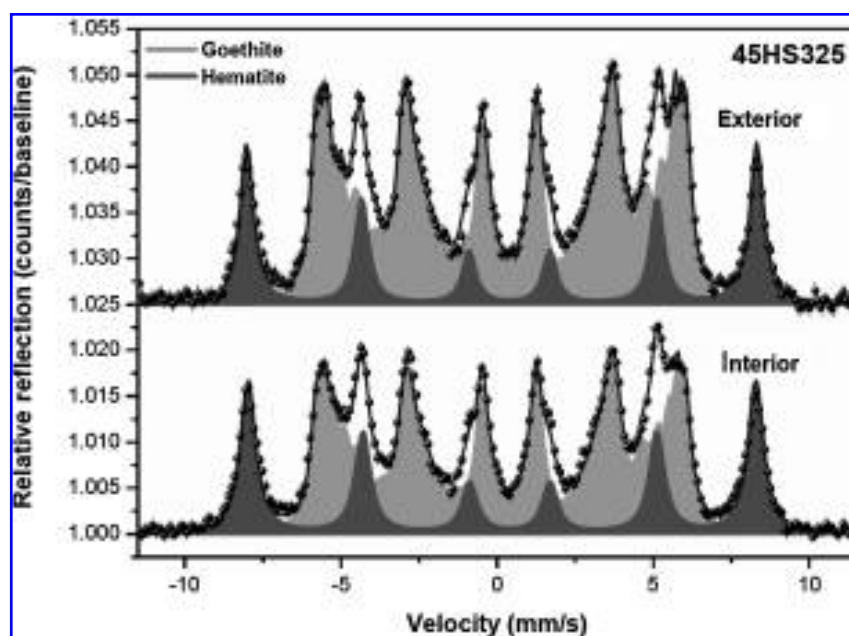 45HS325
Goethite
Hematite
Exterior
Interior
Relative reflection (counts/baseline)
1.055
1.050
1.045
1.040
1.035
1.030
1.025
1.020
1.015
1.010
1.005
1.000
-10
-5
0
5
10
Velocity (mm/s)